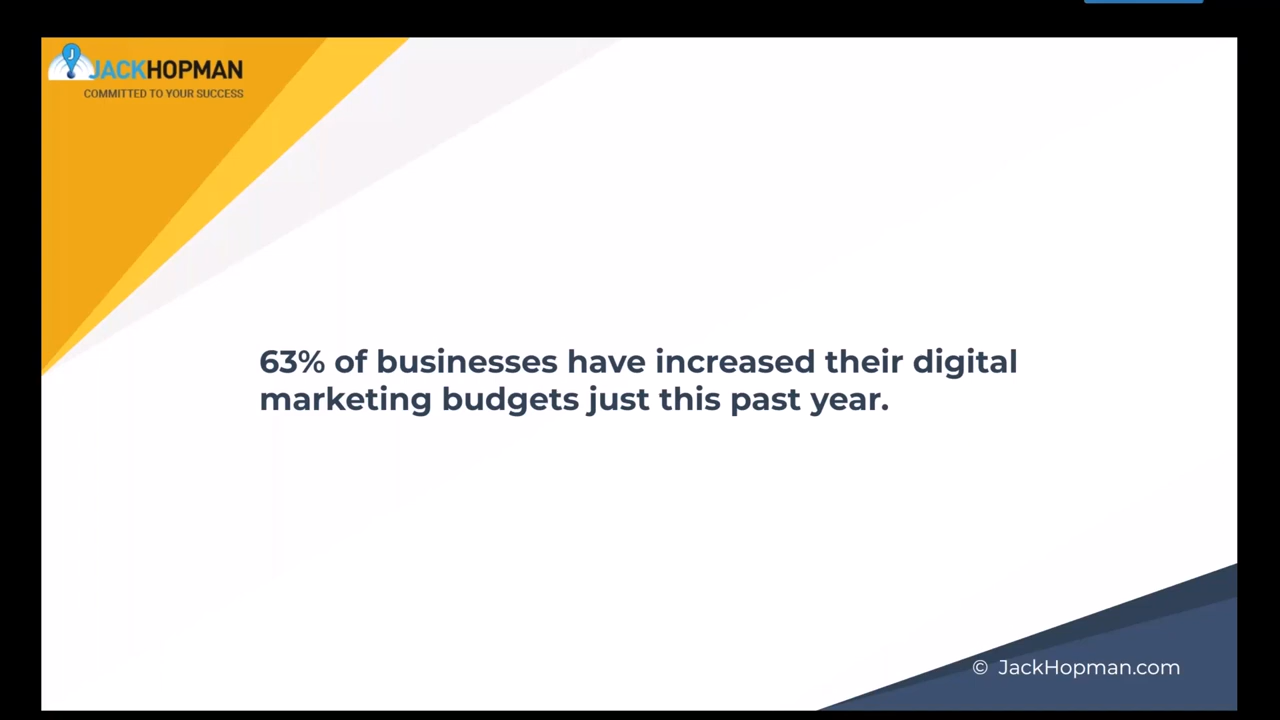 J
JACKHOPMAN
COMMITTED TO YOUR SUCCESS
63% of businesses have increased their digital
marketing budgets just this past year.
© JackHopman.com